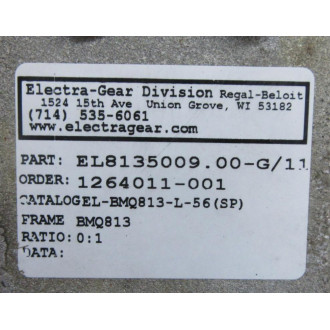 Electra-Gear Division Regal-Beloit
1524 15th Ave Union Grove, WI 53182
(714) 535-6061
www.electragear.com
PART: EL8135009.00-G/11
ORDER: 1264011-001
CATALOGEL-BMQ813-L-56(SP)
FRAME BMQ813
RATIO: 0:1
DATA: